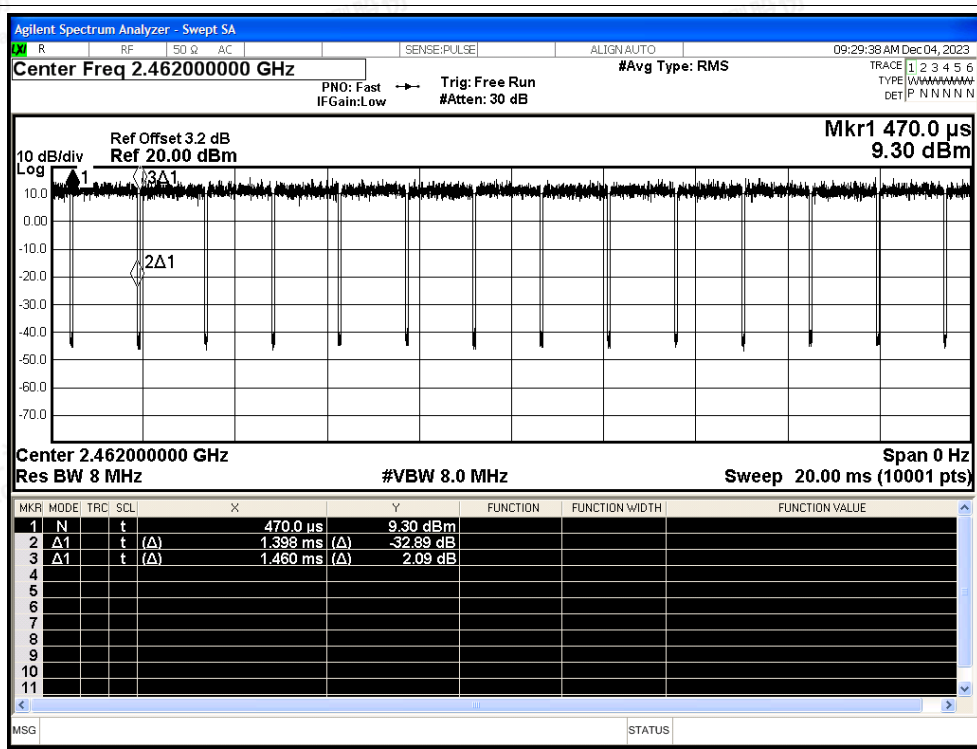 Agilent Spectrum Analyzer - Swept SA
LXI R RF 50 Ω AC SENSE:PULSE ALIGN AUTO 09:29:38 AM Dec 04, 2023
Center Freq 2.462000000 GHz #Avg Type: RMS TRACE 1 2 3 4 5 6
PNO: Fast Trig: Free Run TYPE WWWWWW
IFGain:Low #Atten: 30 dB DET P N N N N N
Mkr1 470.0 µs
Ref Offset 3.2 dB
10 dB/div Ref 20.00 dBm 9.30 dBm
Log
1 3Δ1
10.0
0.00
-10.0
2Δ1
-20.0
-30.0
-40.0
-50.0
-60.0
-70.0
Center 2.462000000 GHz Span 0 Hz
Res BW 8 MHz #VBW 8.0 MHz Sweep 20.00 ms (10001 pts)
MKR MODE TRC SCL X Y FUNCTION FUNCTION WIDTH FUNCTION VALUE
1 N t 470.0 µs 9.30 dBm
2 Δ1 t (Δ) 1.398 ms (Δ) -32.89 dB
3 Δ1 t (Δ) 1.460 ms (Δ) 2.09 dB
4
5
6
7
8
9
10
11
MSG STATUS